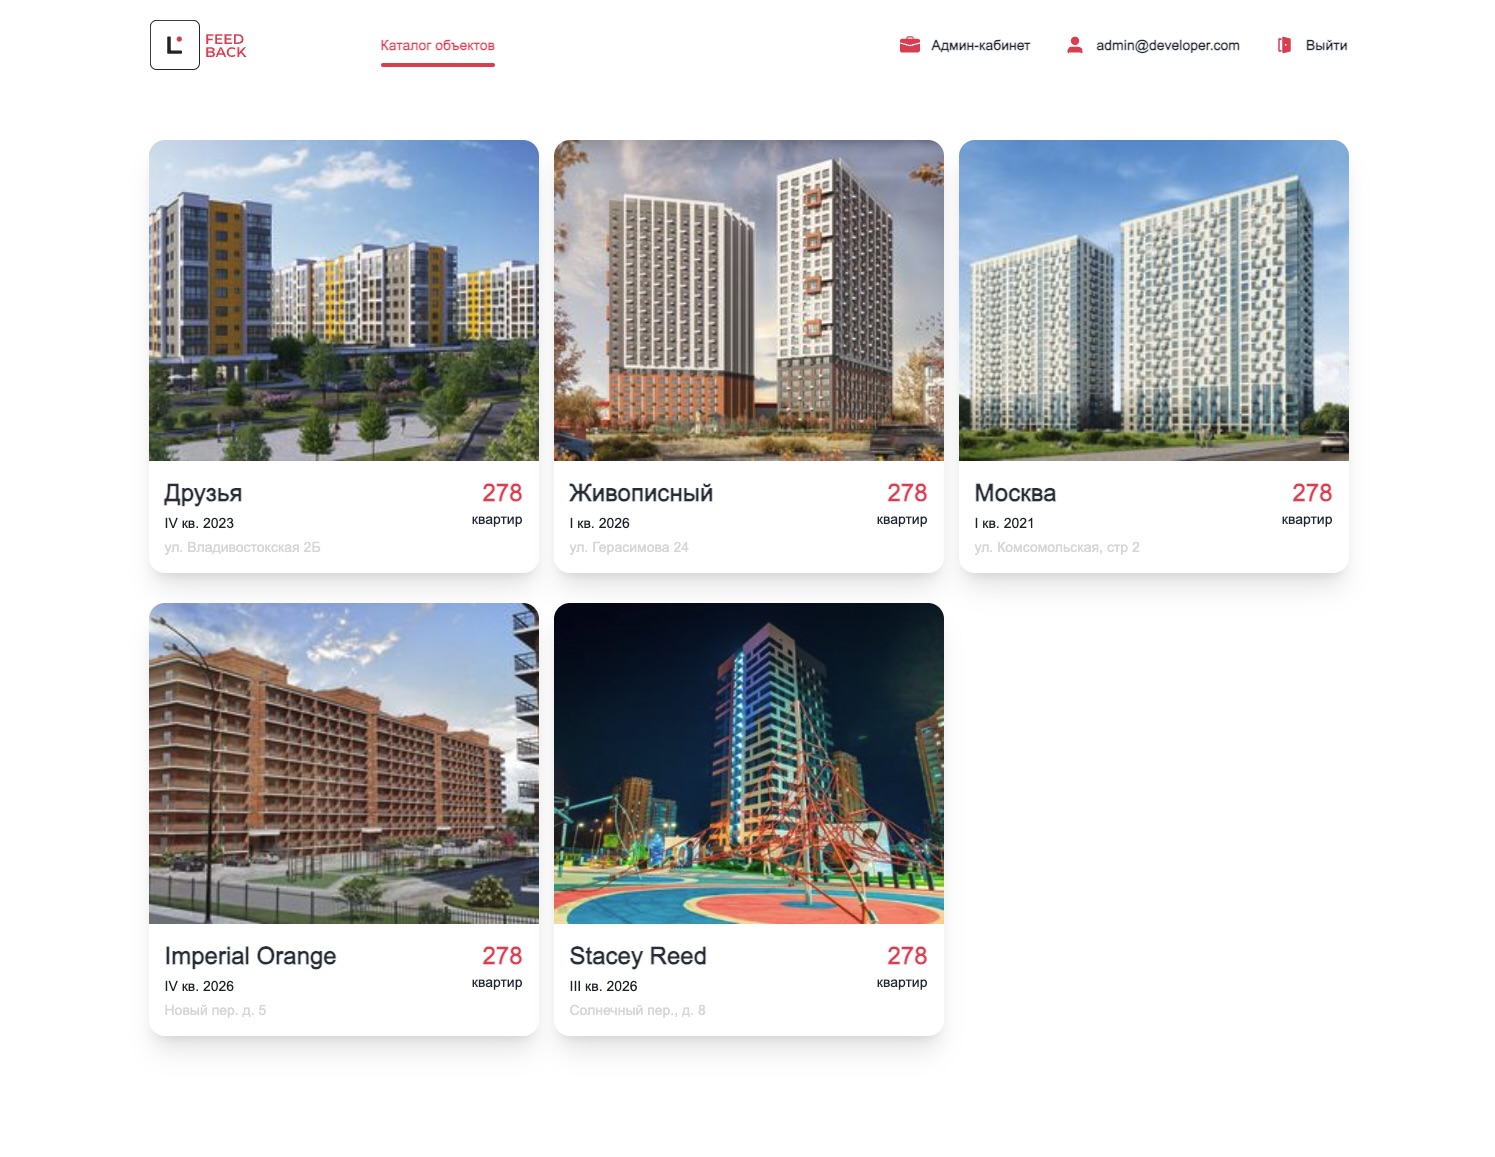 L
FEED
BACK
Каталог объектов
Админ-кабинет
admin@developer.com
Выйти
Друзья
278
IV кв. 2023
квартир
ул. Владивостокская 2Б
Живописный
278
I кв. 2026
квартир
ул. Герасимова 24
Москва
278
I кв. 2021
квартир
ул. Комсомольская, стр 2
Imperial Orange
278
IV кв. 2026
квартир
Новый пер. д. 5
Stacey Reed
278
III кв. 2026
квартир
Солнечный пер., д. 8